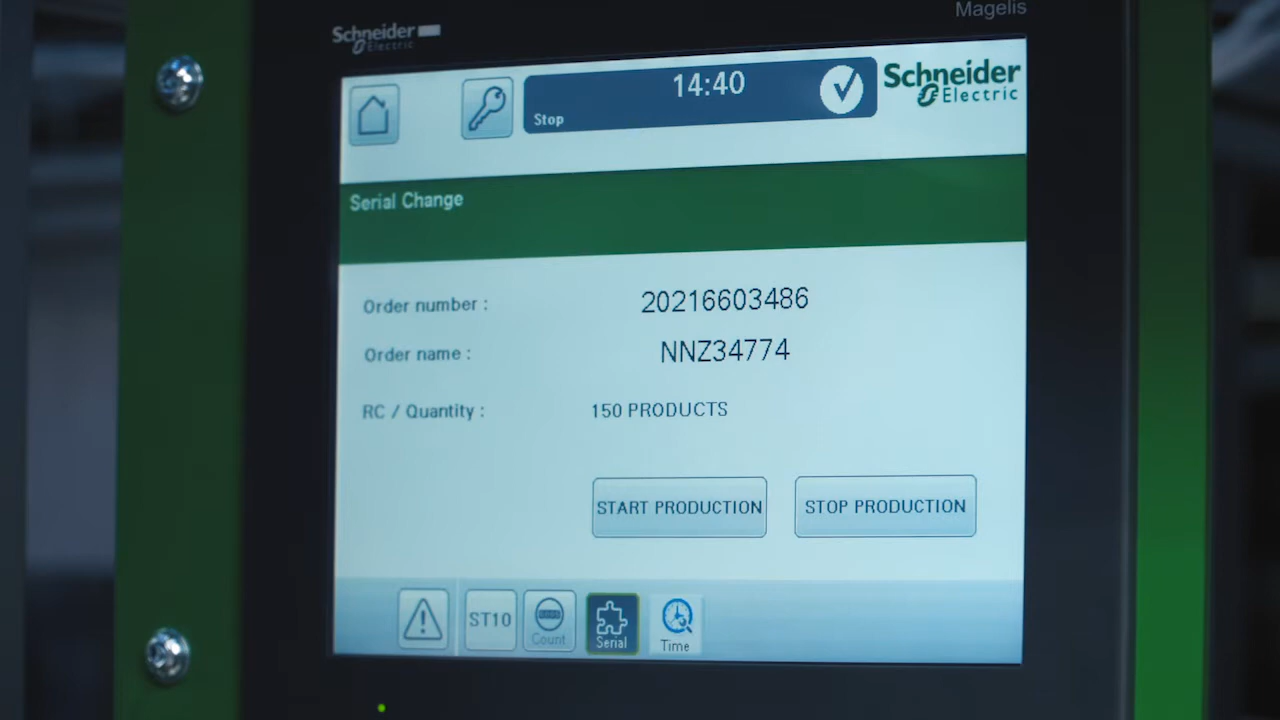 Magelis
Schneider
Electric
14:40
Stop
Schneider
Electric
Serial Change
Order number : 20216603486
Order name : NNZ34774
RC / Quantity : 150 PRODUCTS
START PRODUCTION STOP PRODUCTION
ST10 Count Serial Time